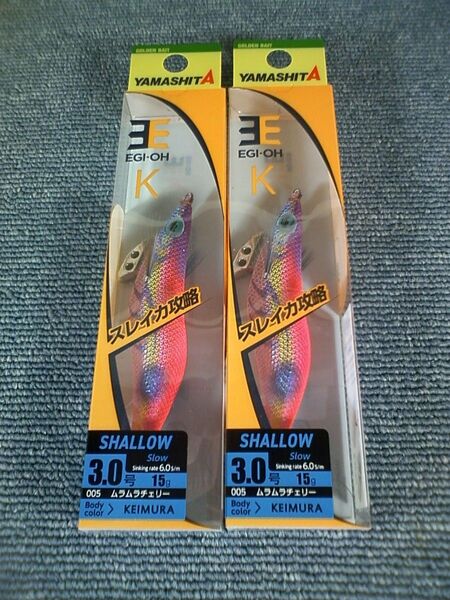 GOLDEN BAIT
YAMASHITA
EGI-OH
K
スレイカ攻略
SHALLOW
Slow
Sinking rate 6.0 s/m
3.0号 15g
005 ムラムラチェリー
Body color > KEIMURA
GOLDEN BAIT
YAMASHITA
EGI-OH
K
スレイカ攻略
SHALLOW
Slow
Sinking rate 6.0 s/m
3.0号 15g
005 ムラムラチェリー
Body color > KEIMURA